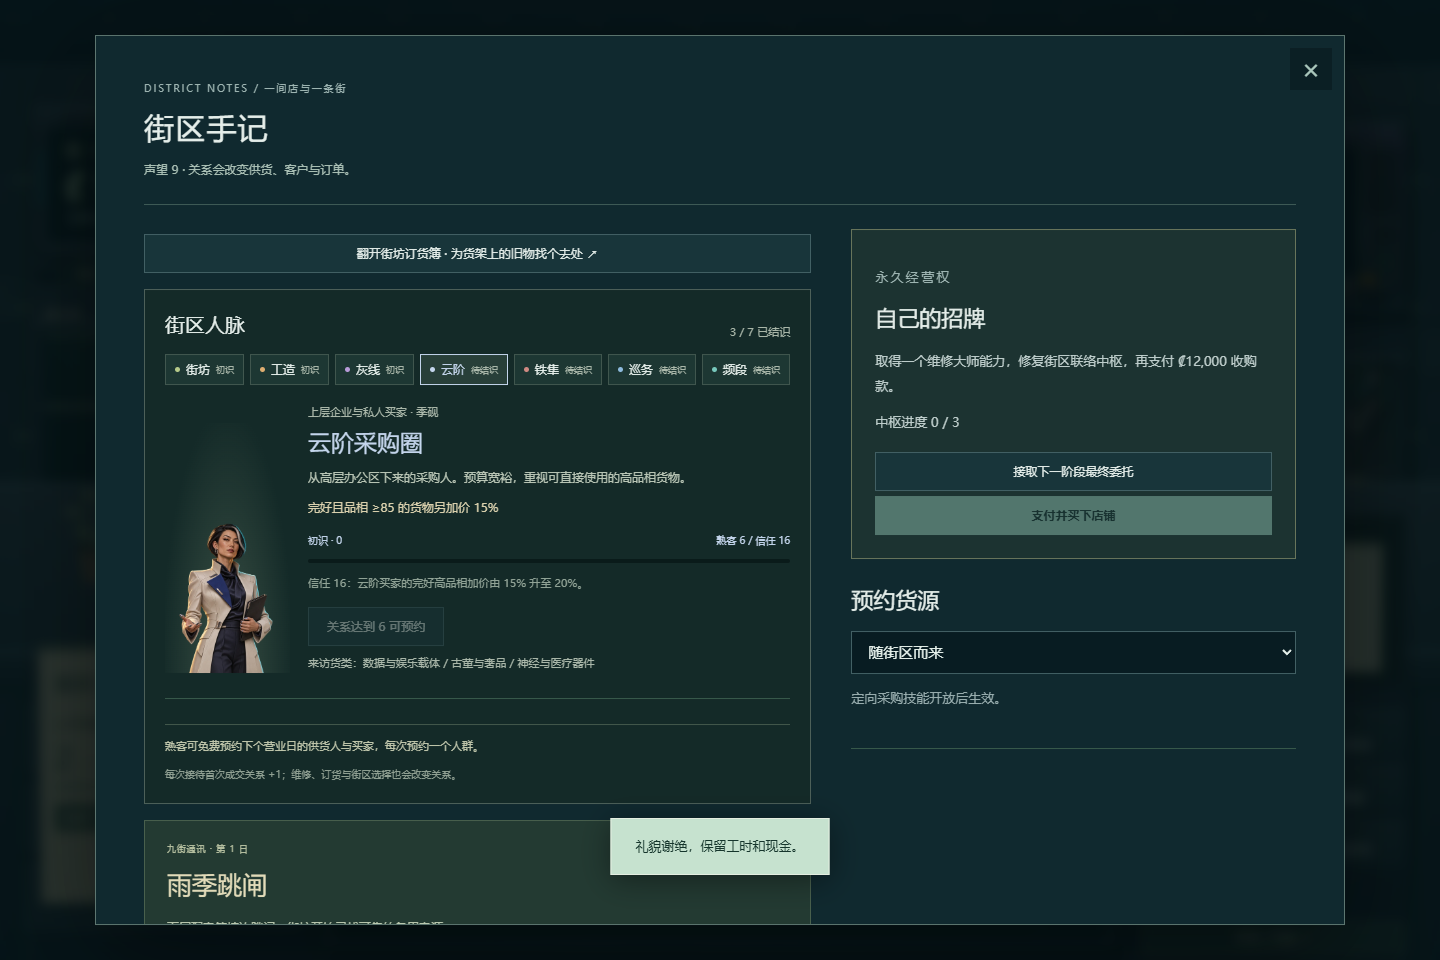 DISTRICT NOTES / 一间店与一条街
街区手记
声望 9 · 关系会改变供货、客户与订单。
翻开街坊订货簿 · 为货架上的旧物找个去处 ↗
街区人脉
3 / 7 已结识
街坊 初识
工造 初识
灰线 初识
云阶 待结识
铁隼 待结识
巡务 待结识
频段 待结识
上层企业与私人买家 · 季砚
云阶采购圈
从高层办公区下来的采购人。预算宽裕，重视可直接使用的高品相货物。
完好且品相 ≥85 的货物另加价 15%
初识 · 0
熟客 6 / 信任 16
信任 16：云阶买家的完好高品相加价由 15% 升至 20%。
关系达到 6 可预约
来访货类：数据与娱乐载体 / 古董与奢品 / 神经与医疗器件
熟客可免费预约下个营业日的供货人与买家，每次预约一个人群。
每次接待首次成交关系 +1；维修、订货与街区选择也会改变关系。
九街通讯 · 第 1 日
雨季跳闸
永久经营权
自己的招牌
取得一个维修大师能力，修复街区联络中枢，再支付 ₡12,000 收购
款。
中枢进度 0 / 3
接取下一阶段最终委托
支付并买下店铺
预约货源
随街区而来
定向采购技能开放后生效。
礼貌谢绝，保留工时和现金。